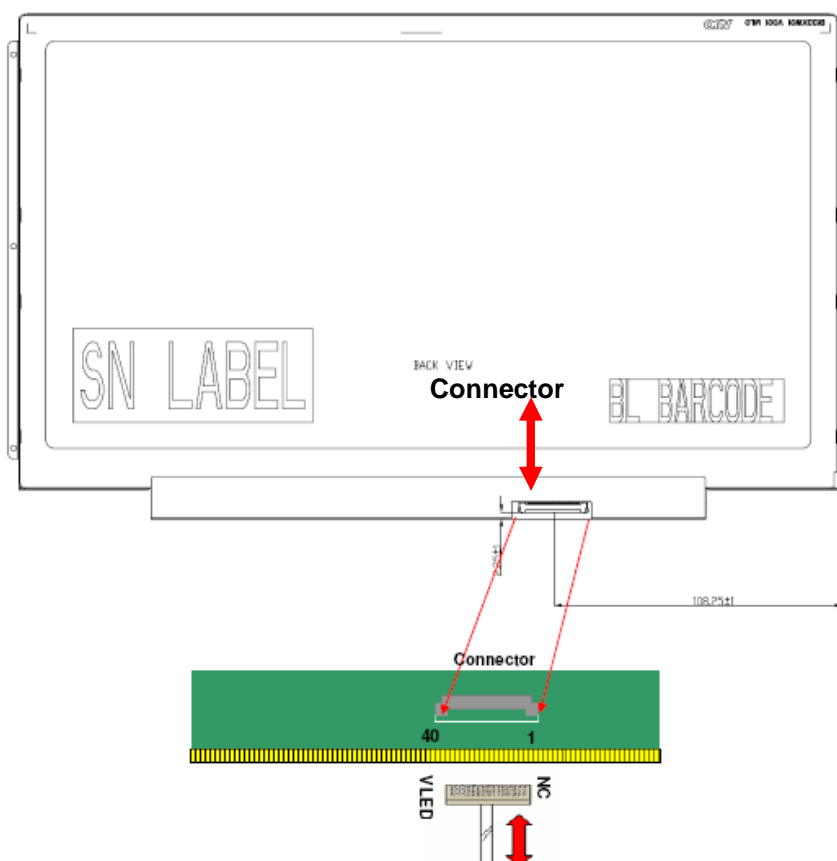 BACK VIEW
Connector
SN LABEL
BL BARCODE
108.25±1
Connector
40
1
VLED
NC